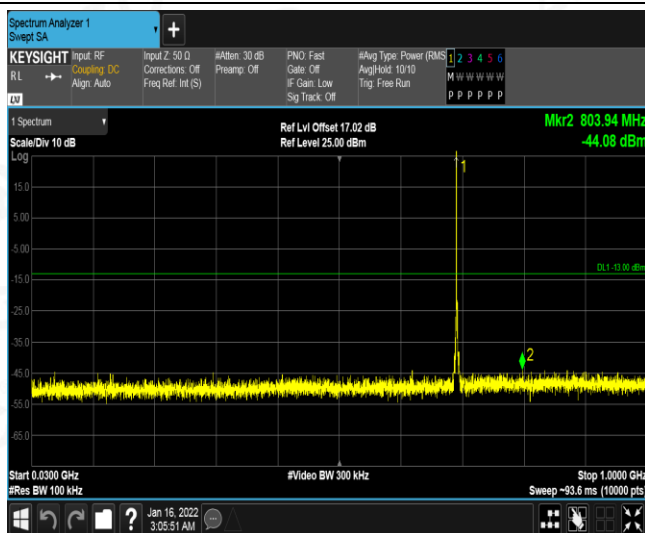 Spectrum Analyzer 1
Swept SA
+
KEYSIGHT
RL
LXI
Input: RF
Coupling: DC
Align: Auto
Input Z: 50 Ω
Corrections: Off
Freq Ref: Int (S)
#Atten: 30 dB
Preamp: Off
PNO: Fast
Gate: Off
IF Gain: Low
Sig Track: Off
#Avg Type: Power (RMS
Avg|Hold: 10/10
Trig: Free Run
1 2 3 4 5 6
M W W W W W
P P P P P P
1 Spectrum
Scale/Div 10 dB
Log
Ref Lvl Offset 17.02 dB
Ref Level 25.00 dBm
Mkr2 803.94 MHz
-44.08 dBm
1
15.0
5.00
-5.00
DL1 -13.00 dBm
-15.0
-25.0
-35.0
2
-45.0
-55.0
-65.0
Start 0.0300 GHz
#Res BW 100 kHz
#Video BW 300 kHz
Stop 1.0000 GHz
Sweep ~93.6 ms (10000 pts)
?
Jan 16, 2022
3:05:51 AM